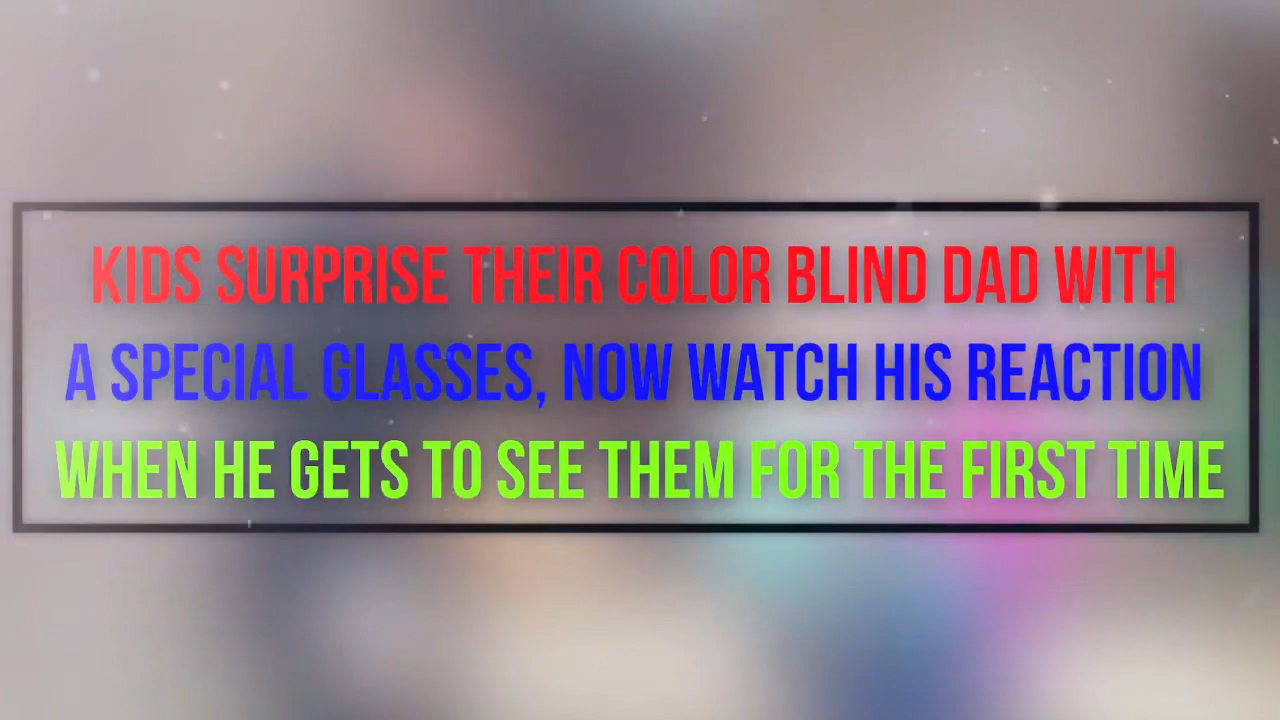 KIDS SURPRISE THEIR COLOR BLIND DAD WITH
A SPECIAL GLASSES, NOW WATCH HIS REACTION
WHEN HE GETS TO SEE THEM FOR THE FIRST TIME